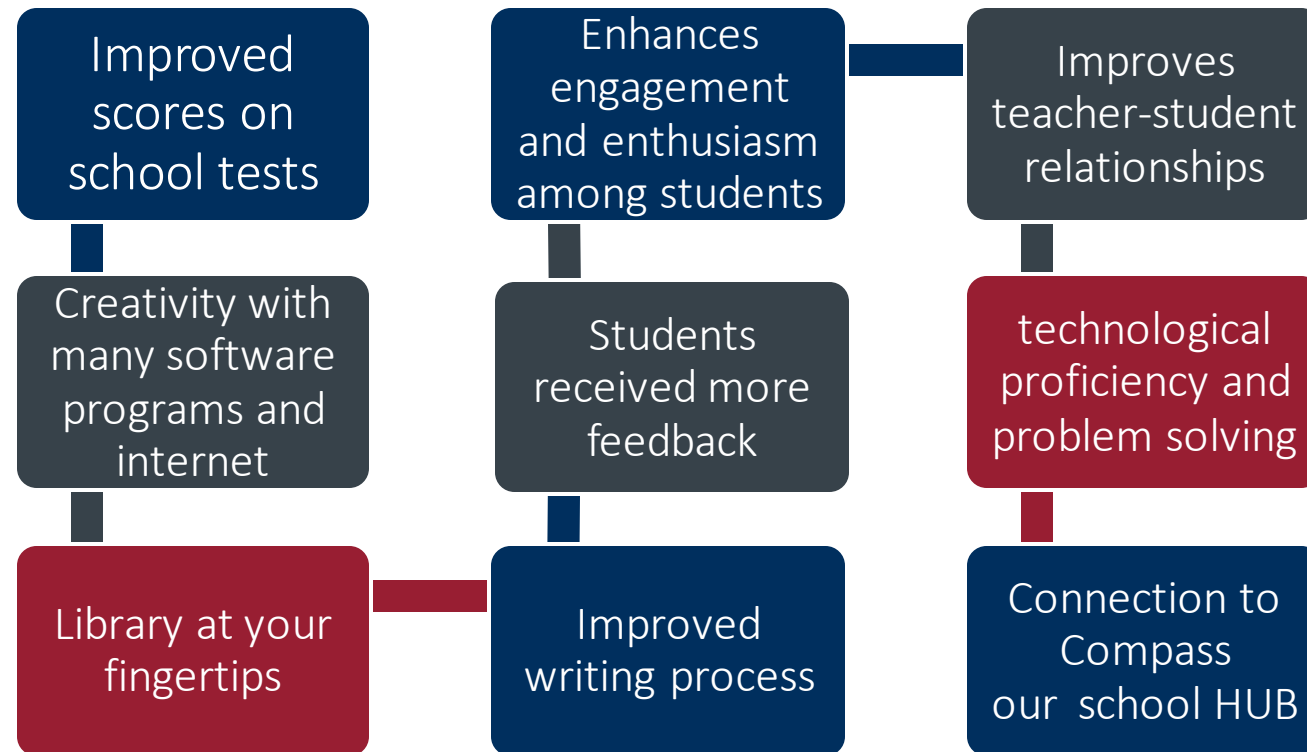 Improved
scores on
school tests
Creativity with
many software
programs and
internet
Library at your
fingertips
Improved
writing process
Students
received more
feedback
Enhances
engagement
and enthusiasm
among students
Improves
teacher-student
relationships
technological
proficiency and
problem solving
Connection to
Compass
our school HUB